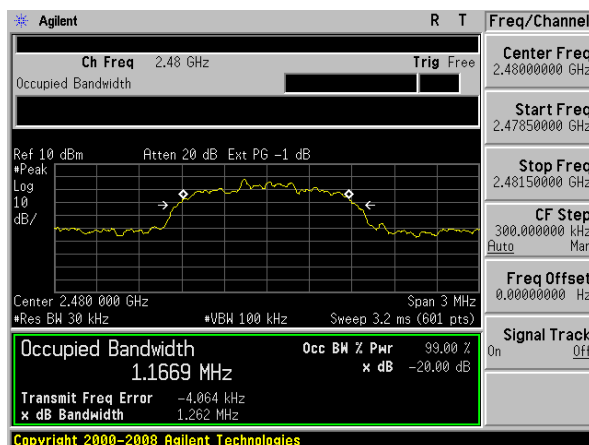 Agilent R T Freq/Channel
Ch Freq 2.48 GHz Trig Free
Occupied Bandwidth
Center Freq
2.48000000 GHz
Start Freq
2.47850000 GHz
Stop Freq
2.48150000 GHz
CF Step
300.000000 kHz
Auto Man
Freq Offset
0.00000000 Hz
Signal Track
On Off
Ref 10 dBm Atten 20 dB Ext PG -1 dB
#Peak
Log
10
dB/
Center 2.480 000 GHz Span 3 MHz
#Res BW 30 kHz #VBW 100 kHz Sweep 3.2 ms (601 pts)
Occupied Bandwidth Occ BW % Pwr 99.00 %
1.1669 MHz x dB -20.00 dB
Transmit Freq Error -4.064 kHz
x dB Bandwidth 1.262 MHz
Copyright 2000-2008 Agilent Technologies